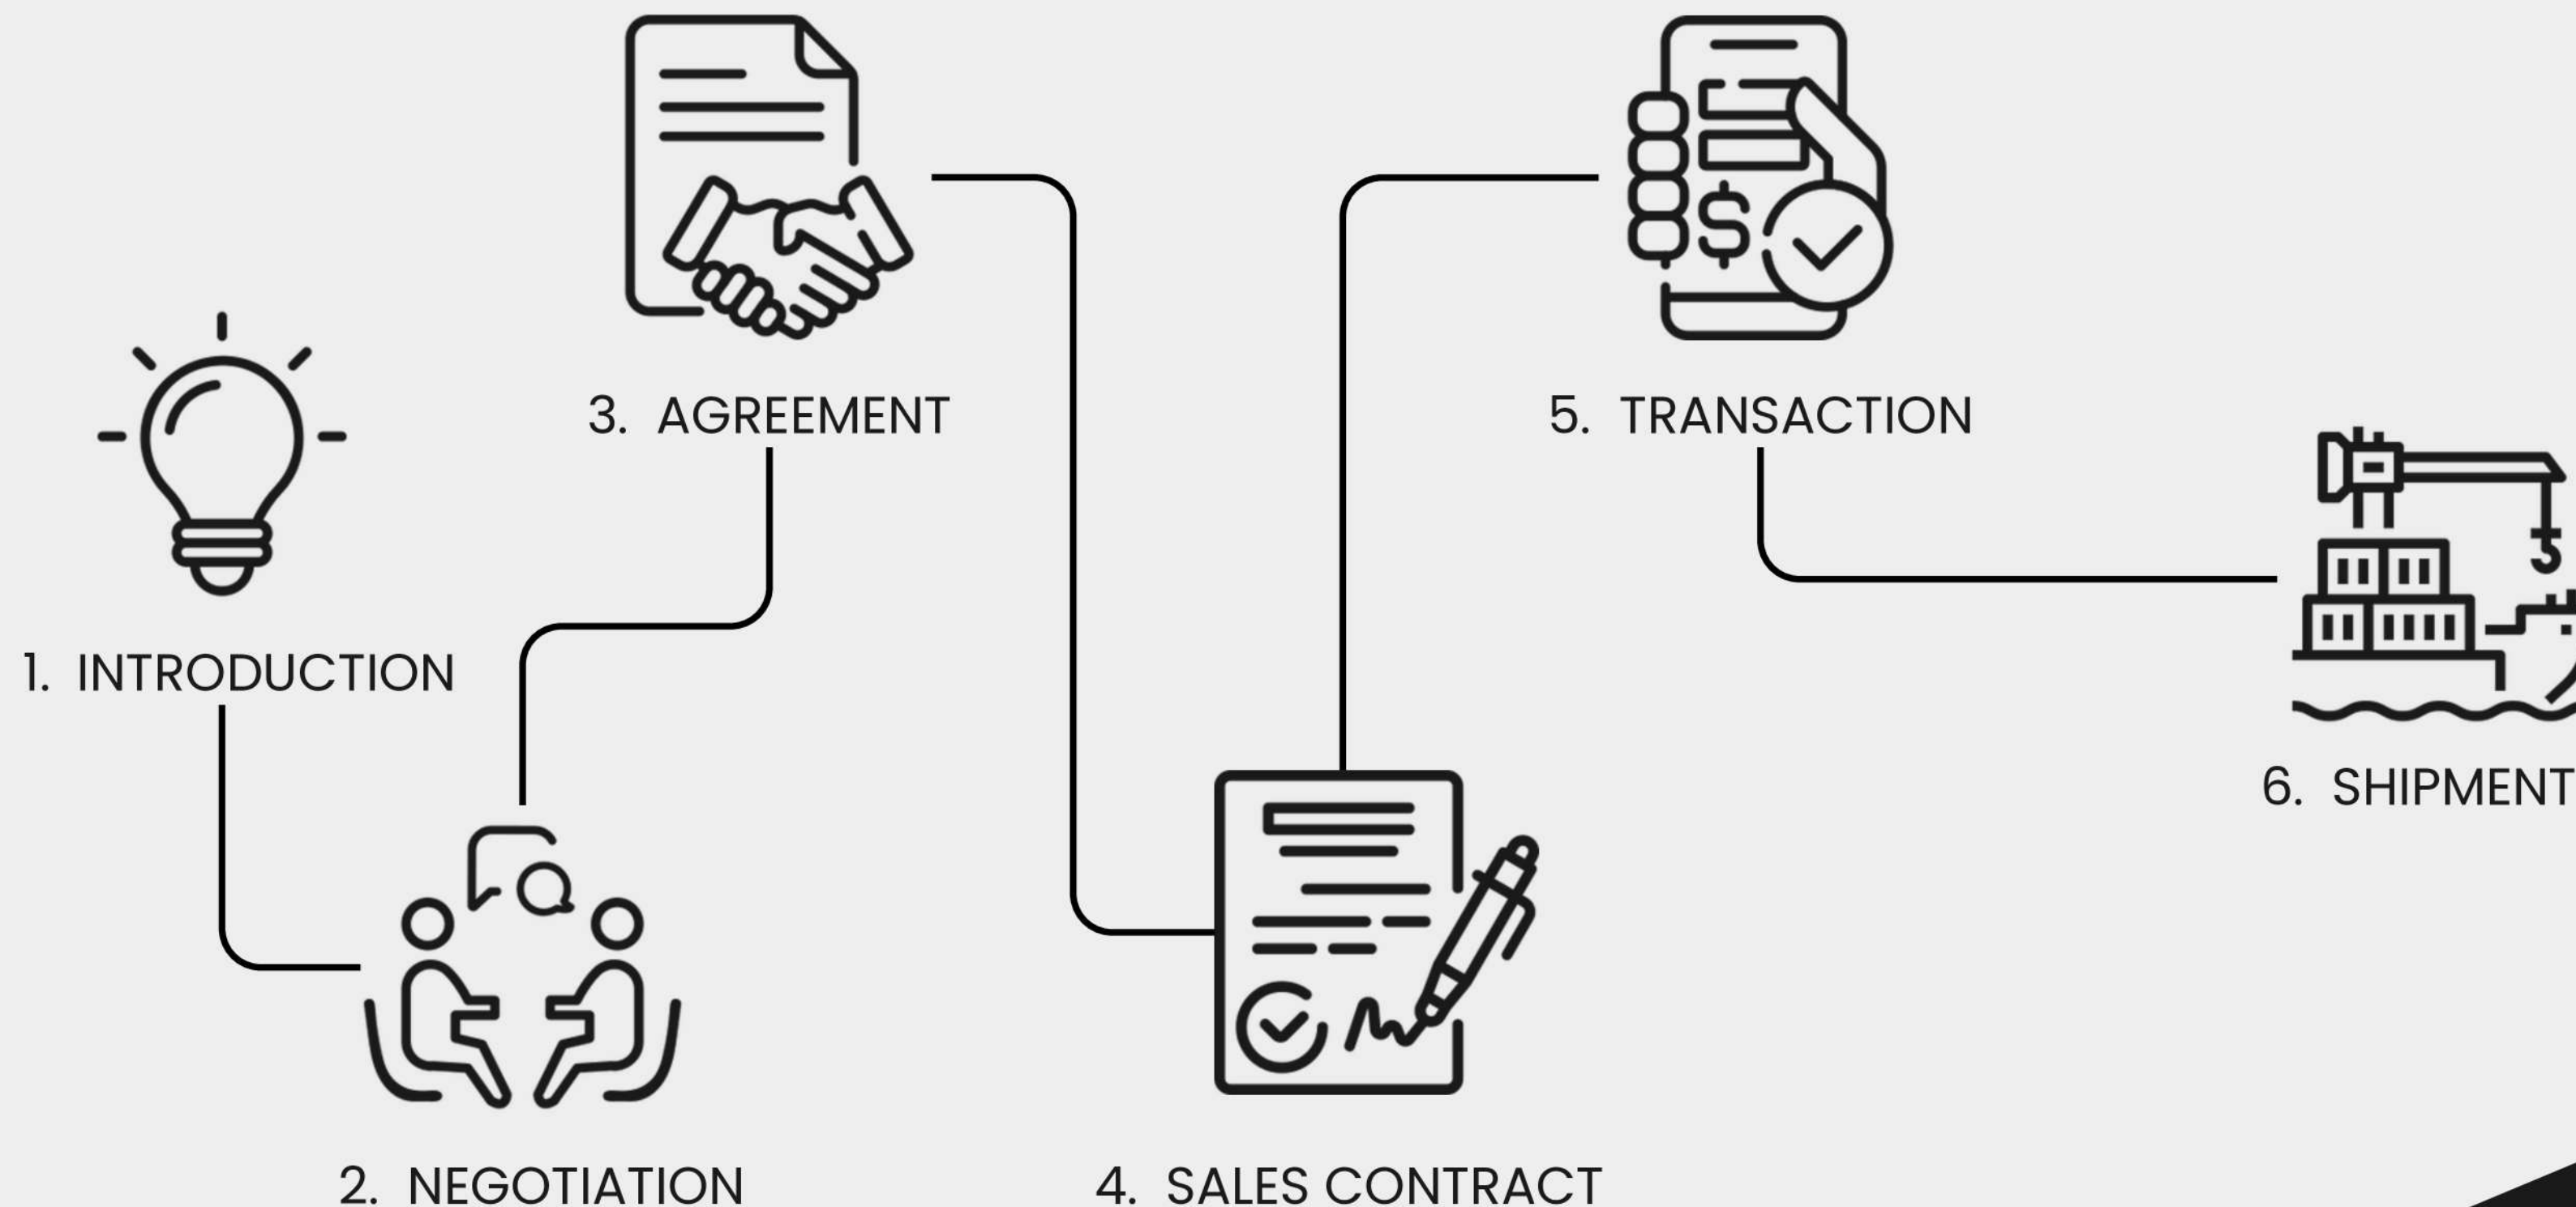 1. INTRODUCTION
2. NEGOTIATION
3. AGREEMENT
4. SALES CONTRACT
5. TRANSACTION
$
6. SHIPMENT